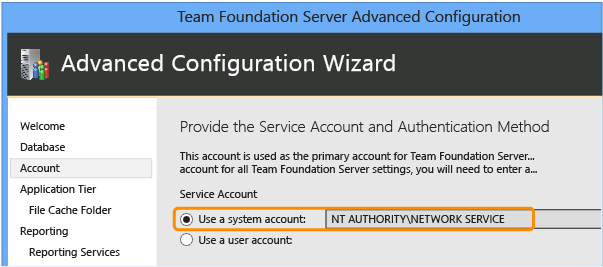 Team Foundation Server Advanced Configuration
Advanced Configuration Wizard
Welcome
Database
Account
Application Tier
File Cache Folder
Reporting
Reporting Services
Provide the Service Account and Authentication Method
This account is used as the primary account for Team Foundation Server...
account for all Team Foundation Server settings, you will need to enter a...
Service Account
Use a system account: NT AUTHORITY\NETWORK SERVICE
Use a user account: